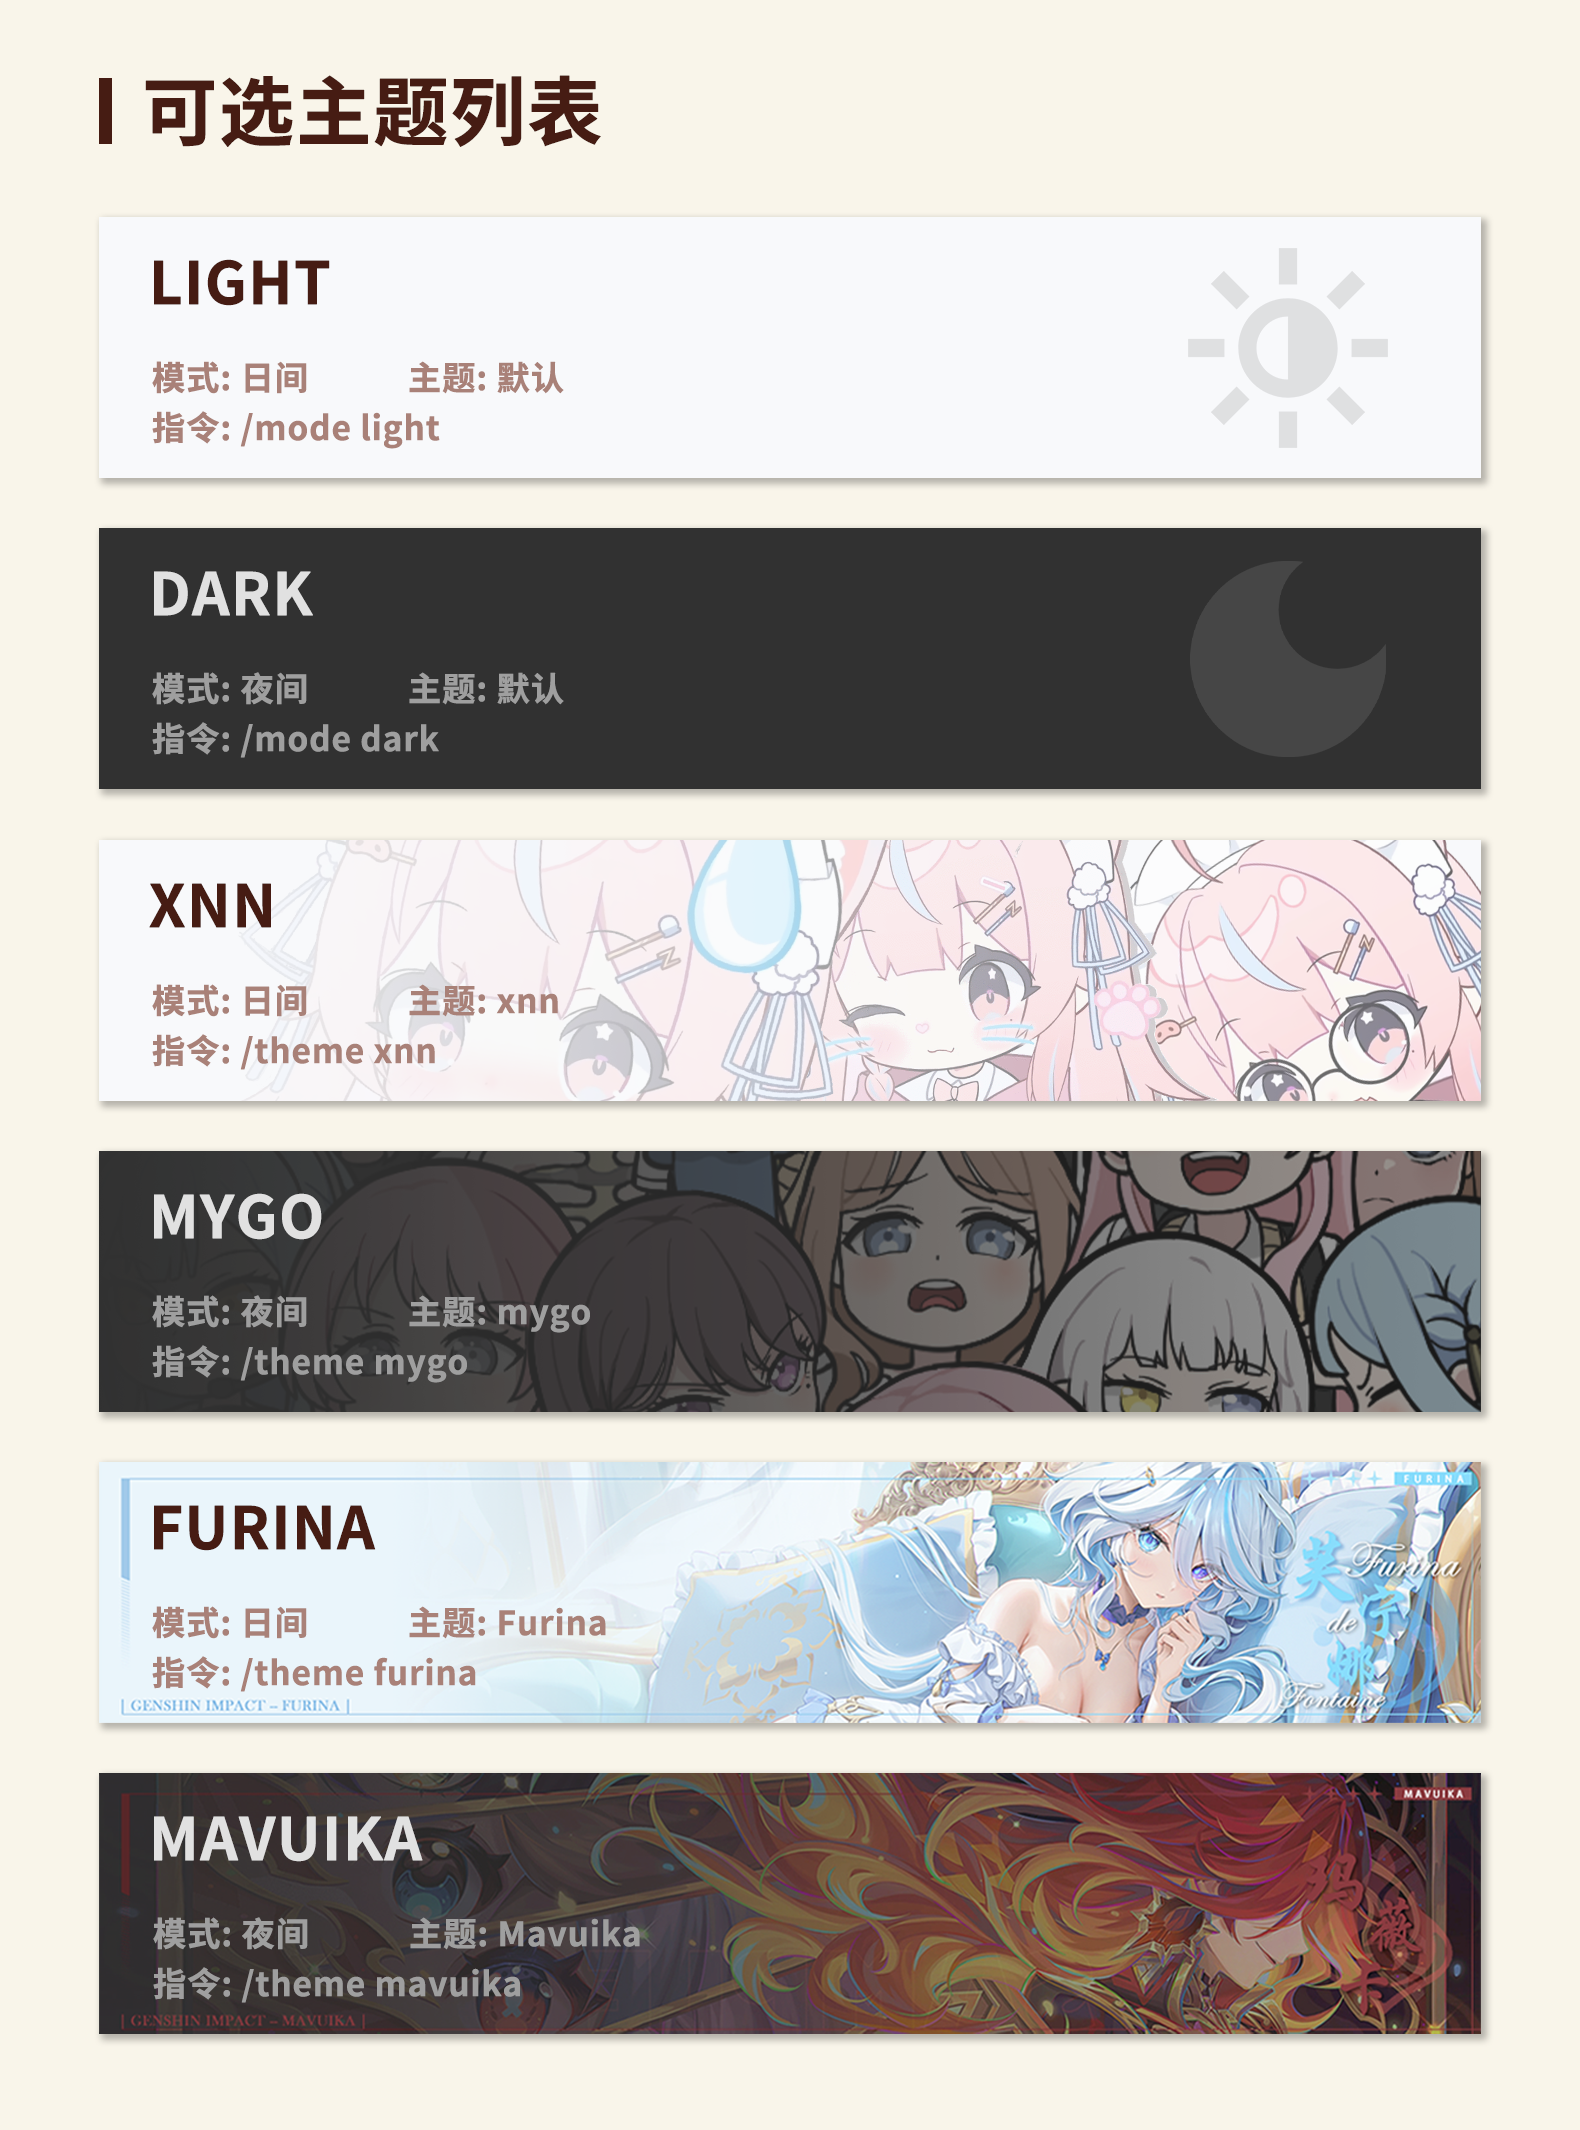 可选主题列表
LIGHT
模式: 日间 主题: 默认
指令: /mode light
DARK
模式: 夜间 主题: 默认
指令: /mode dark
XNN
模式: 日间 主题: xnn
指令: /theme xnn
MYGO
模式: 夜间 主题: mygo
指令: /theme mygo
FURINA
FURINA
模式: 日间 主题: Furina
指令: /theme furina
| GENSHIN IMPACT – FURINA |
芙宁娜
Furina
de
Fontaine
MAVUIKA
MAVUIKA
模式: 夜间 主题: Mavuika
指令: /theme mavuika
| GENSHIN IMPACT – MAVUIKA |
玛薇卡